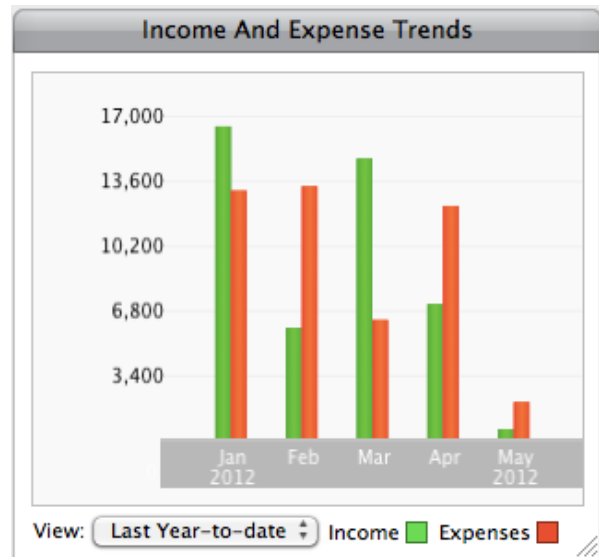 Income And Expense Trends
17,000
13,600
10,200
6,800
3,400
Jan Feb Mar Apr May
2012 2012
View: Last Year-to-date Income Expenses